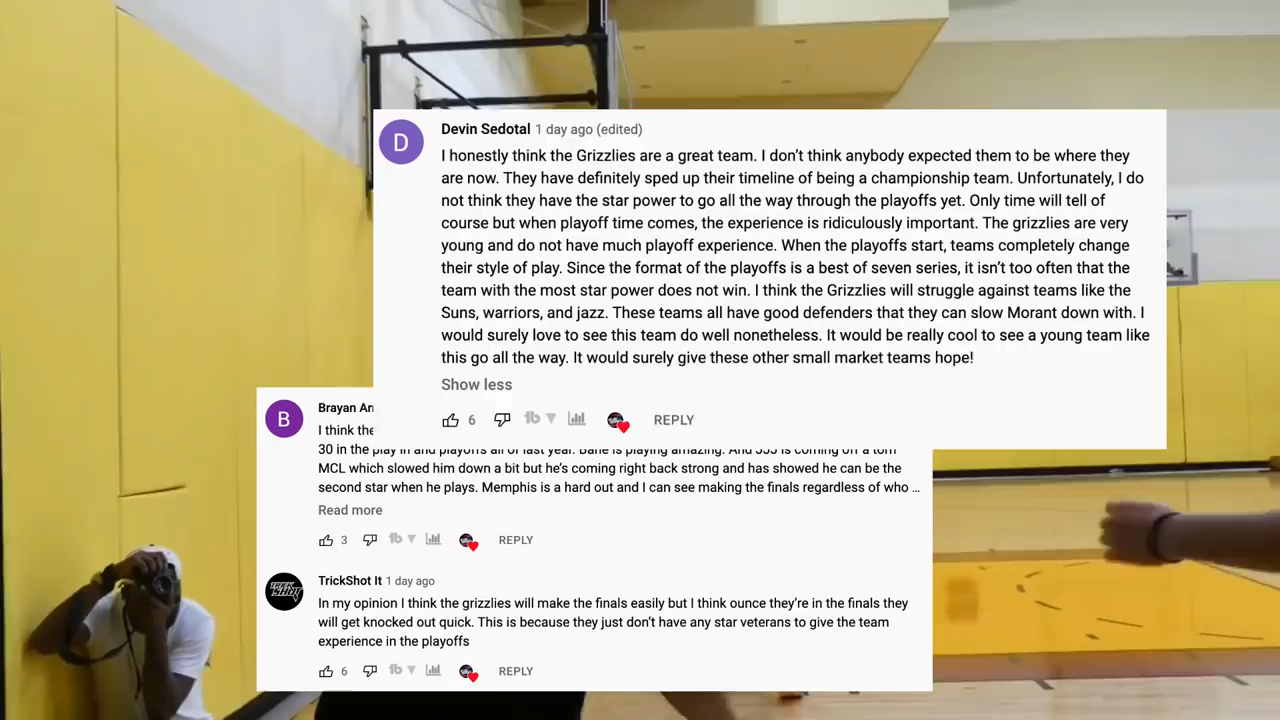 D
Devin Sedotal 1 day ago (edited)
I honestly think the Grizzlies are a great team. I don't think anybody expected them to be where they
are now. They have definitely sped up their timeline of being a championship team. Unfortunately, I do
not think they have the star power to go all the way through the playoffs yet. Only time will tell of
course but when playoff time comes, the experience is ridiculously important. The grizzlies are very
young and do not have much playoff experience. When the playoffs start, teams completely change
their style of play. Since the format of the playoffs is a best of seven series, it isn't too often that the
team with the most star power does not win. I think the Grizzlies will struggle against teams like the
Suns, warriors, and jazz. These teams all have good defenders that they can slow Morant down with. I
would surely love to see this team do well nonetheless. It would be really cool to see a young team like
this go all the way. It would surely give these other small market teams hope!
Show less
6 REPLY
B
Brayan
I think the
30 in the play in and playoffs all of last year. Bane is playing amazing. And JJJ is coming off a torn
MCL which slowed him down a bit but he's coming right back strong and has showed he can be the
second star when he plays. Memphis is a hard out and I can see making the finals regardless of who ...
Read more
3 REPLY
TRICK
SHOT
TrickShot It 1 day ago
In my opinion I think the grizzlies will make the finals easily but I think ounce they're in the finals they
will get knocked out quick. This is because they just don't have any star veterans to give the team
experience in the playoffs
6 REPLY